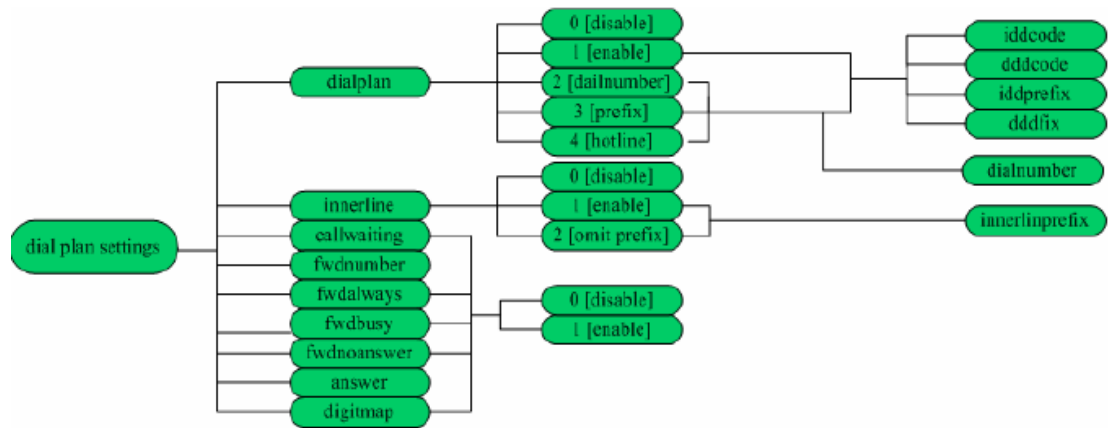 dial plan settings
dialplan
0 [disable]
1 [enable]
2 [dailnumber]
3 [prefix]
4 [hotline]
iddcode
dddcode
iddprefix
dddfix
dialnumber
innerline
0 [disable]
1 [enable]
2 [omit prefix]
innerlinprefix
callwaiting
fwdnumber
fwdalways
fwdbusy
fwdnoanswer
answer
digitmap
0 [disable]
1 [enable]